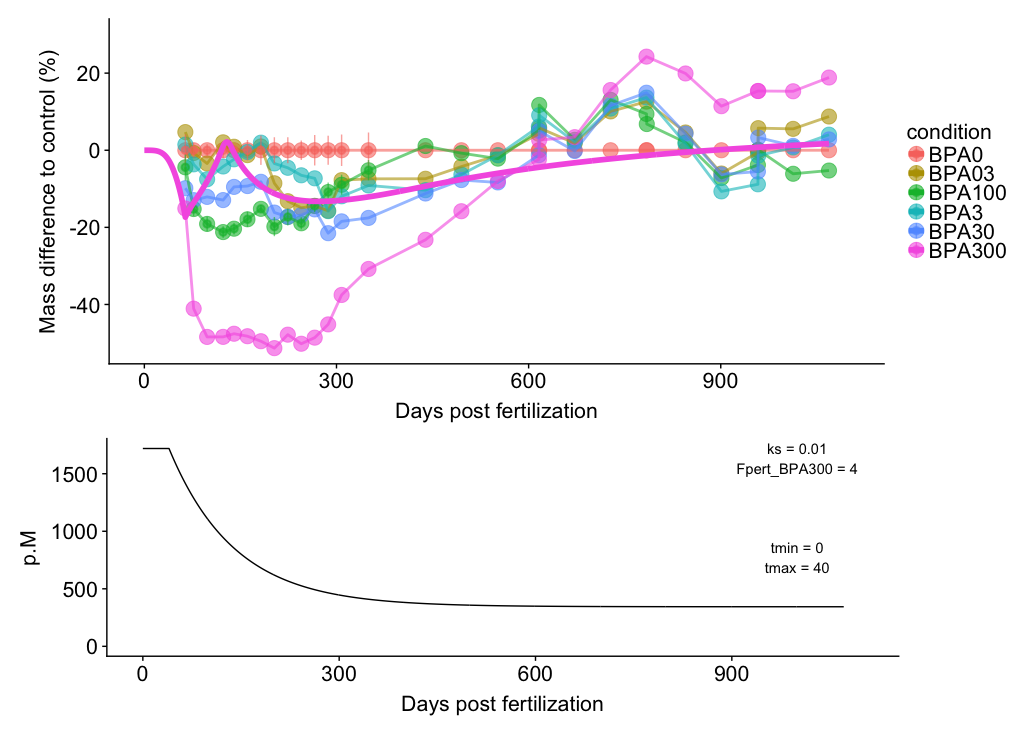 Mass difference to control (%)
20
0
-20
-40
0
300
600
900
Days post fertilization
condition
BPA0
BPA03
BPA100
BPA3
BPA30
BPA300
p.M
1500
1000
500
0
0
300
600
900
Days post fertilization
ks = 0.01
Fpert_BPA300 = 4
tmin = 0
tmax = 40